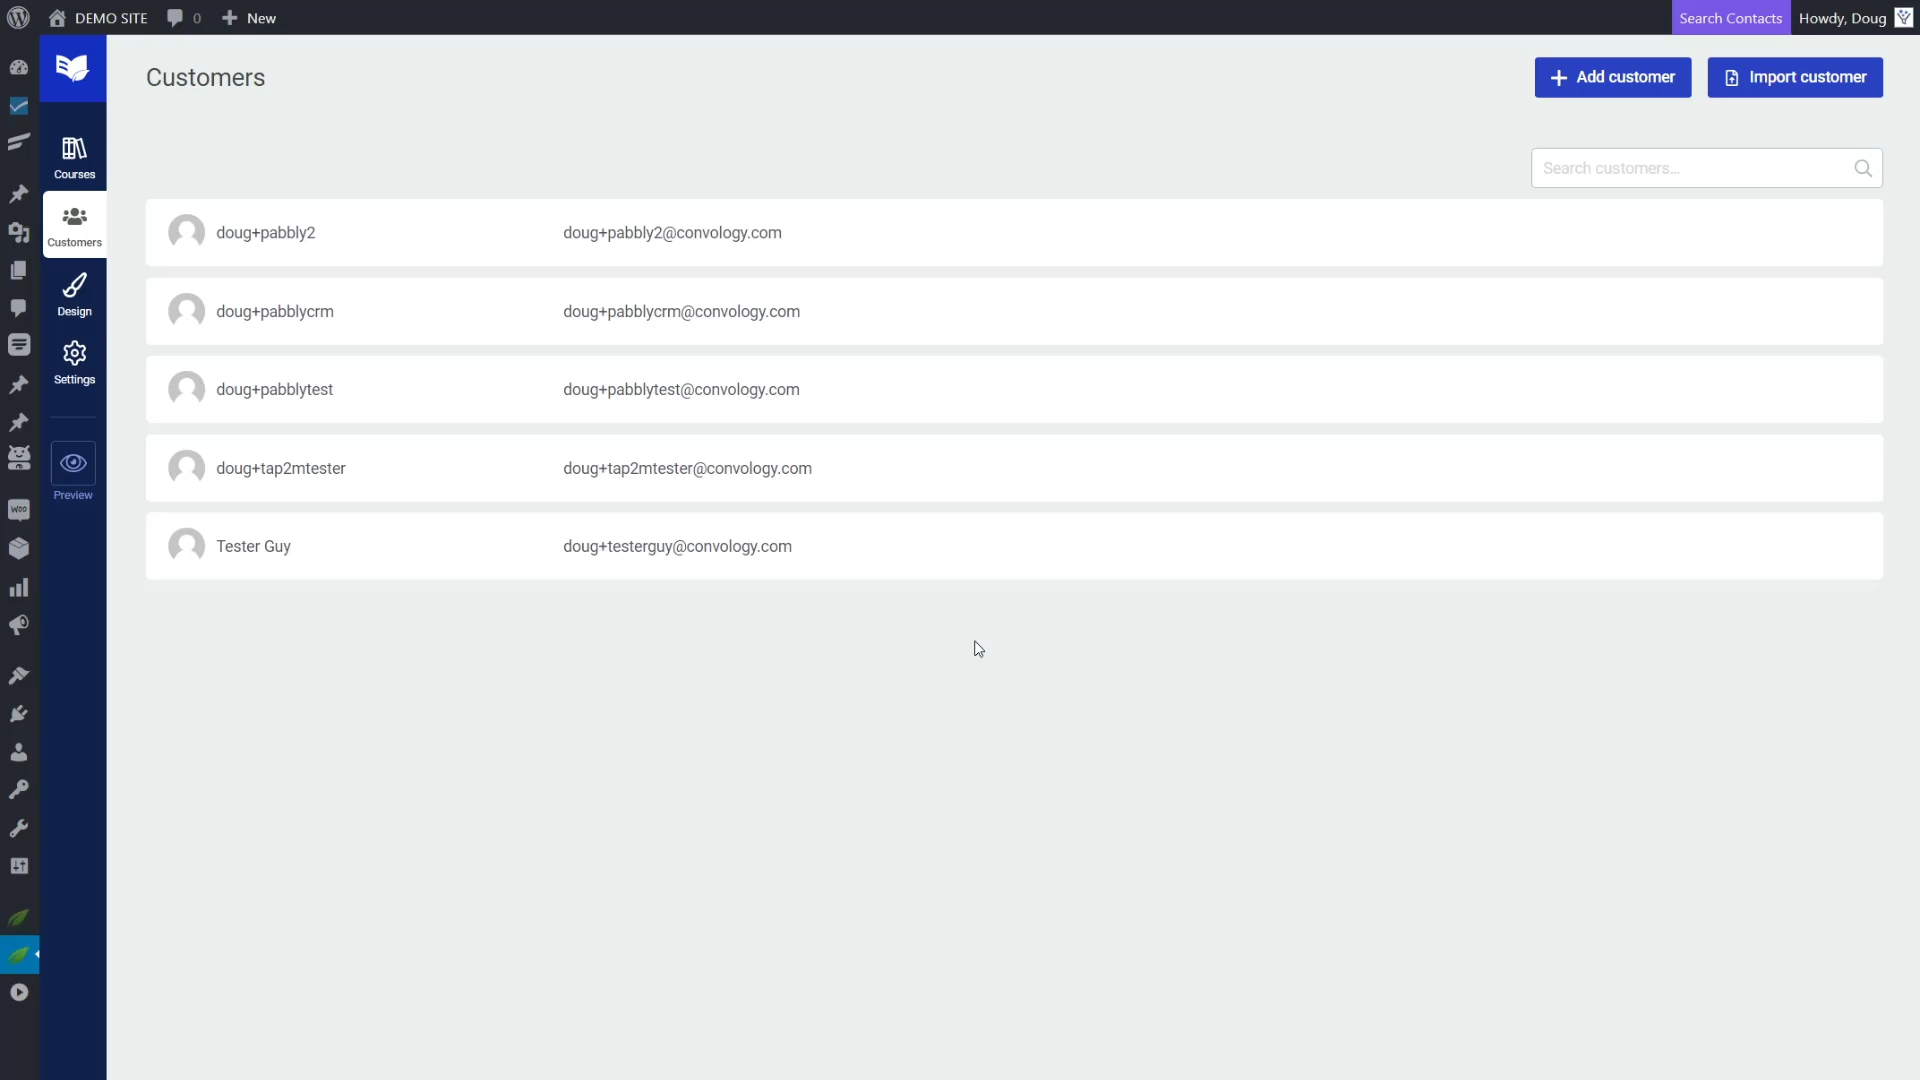 DEMO SITE 0 New Search Contacts Howdy, Doug
Customers Add customer Import customer
Search customers...
Courses
Customers
Design
Settings
Preview
doug+pabbly2 doug+pabbly2@convology.com
doug+pabblycrm doug+pabblycrm@convology.com
doug+pabblytest doug+pabblytest@convology.com
doug+tap2mtester doug+tap2mtester@convology.com
Tester Guy doug+testerguy@convology.com
woo